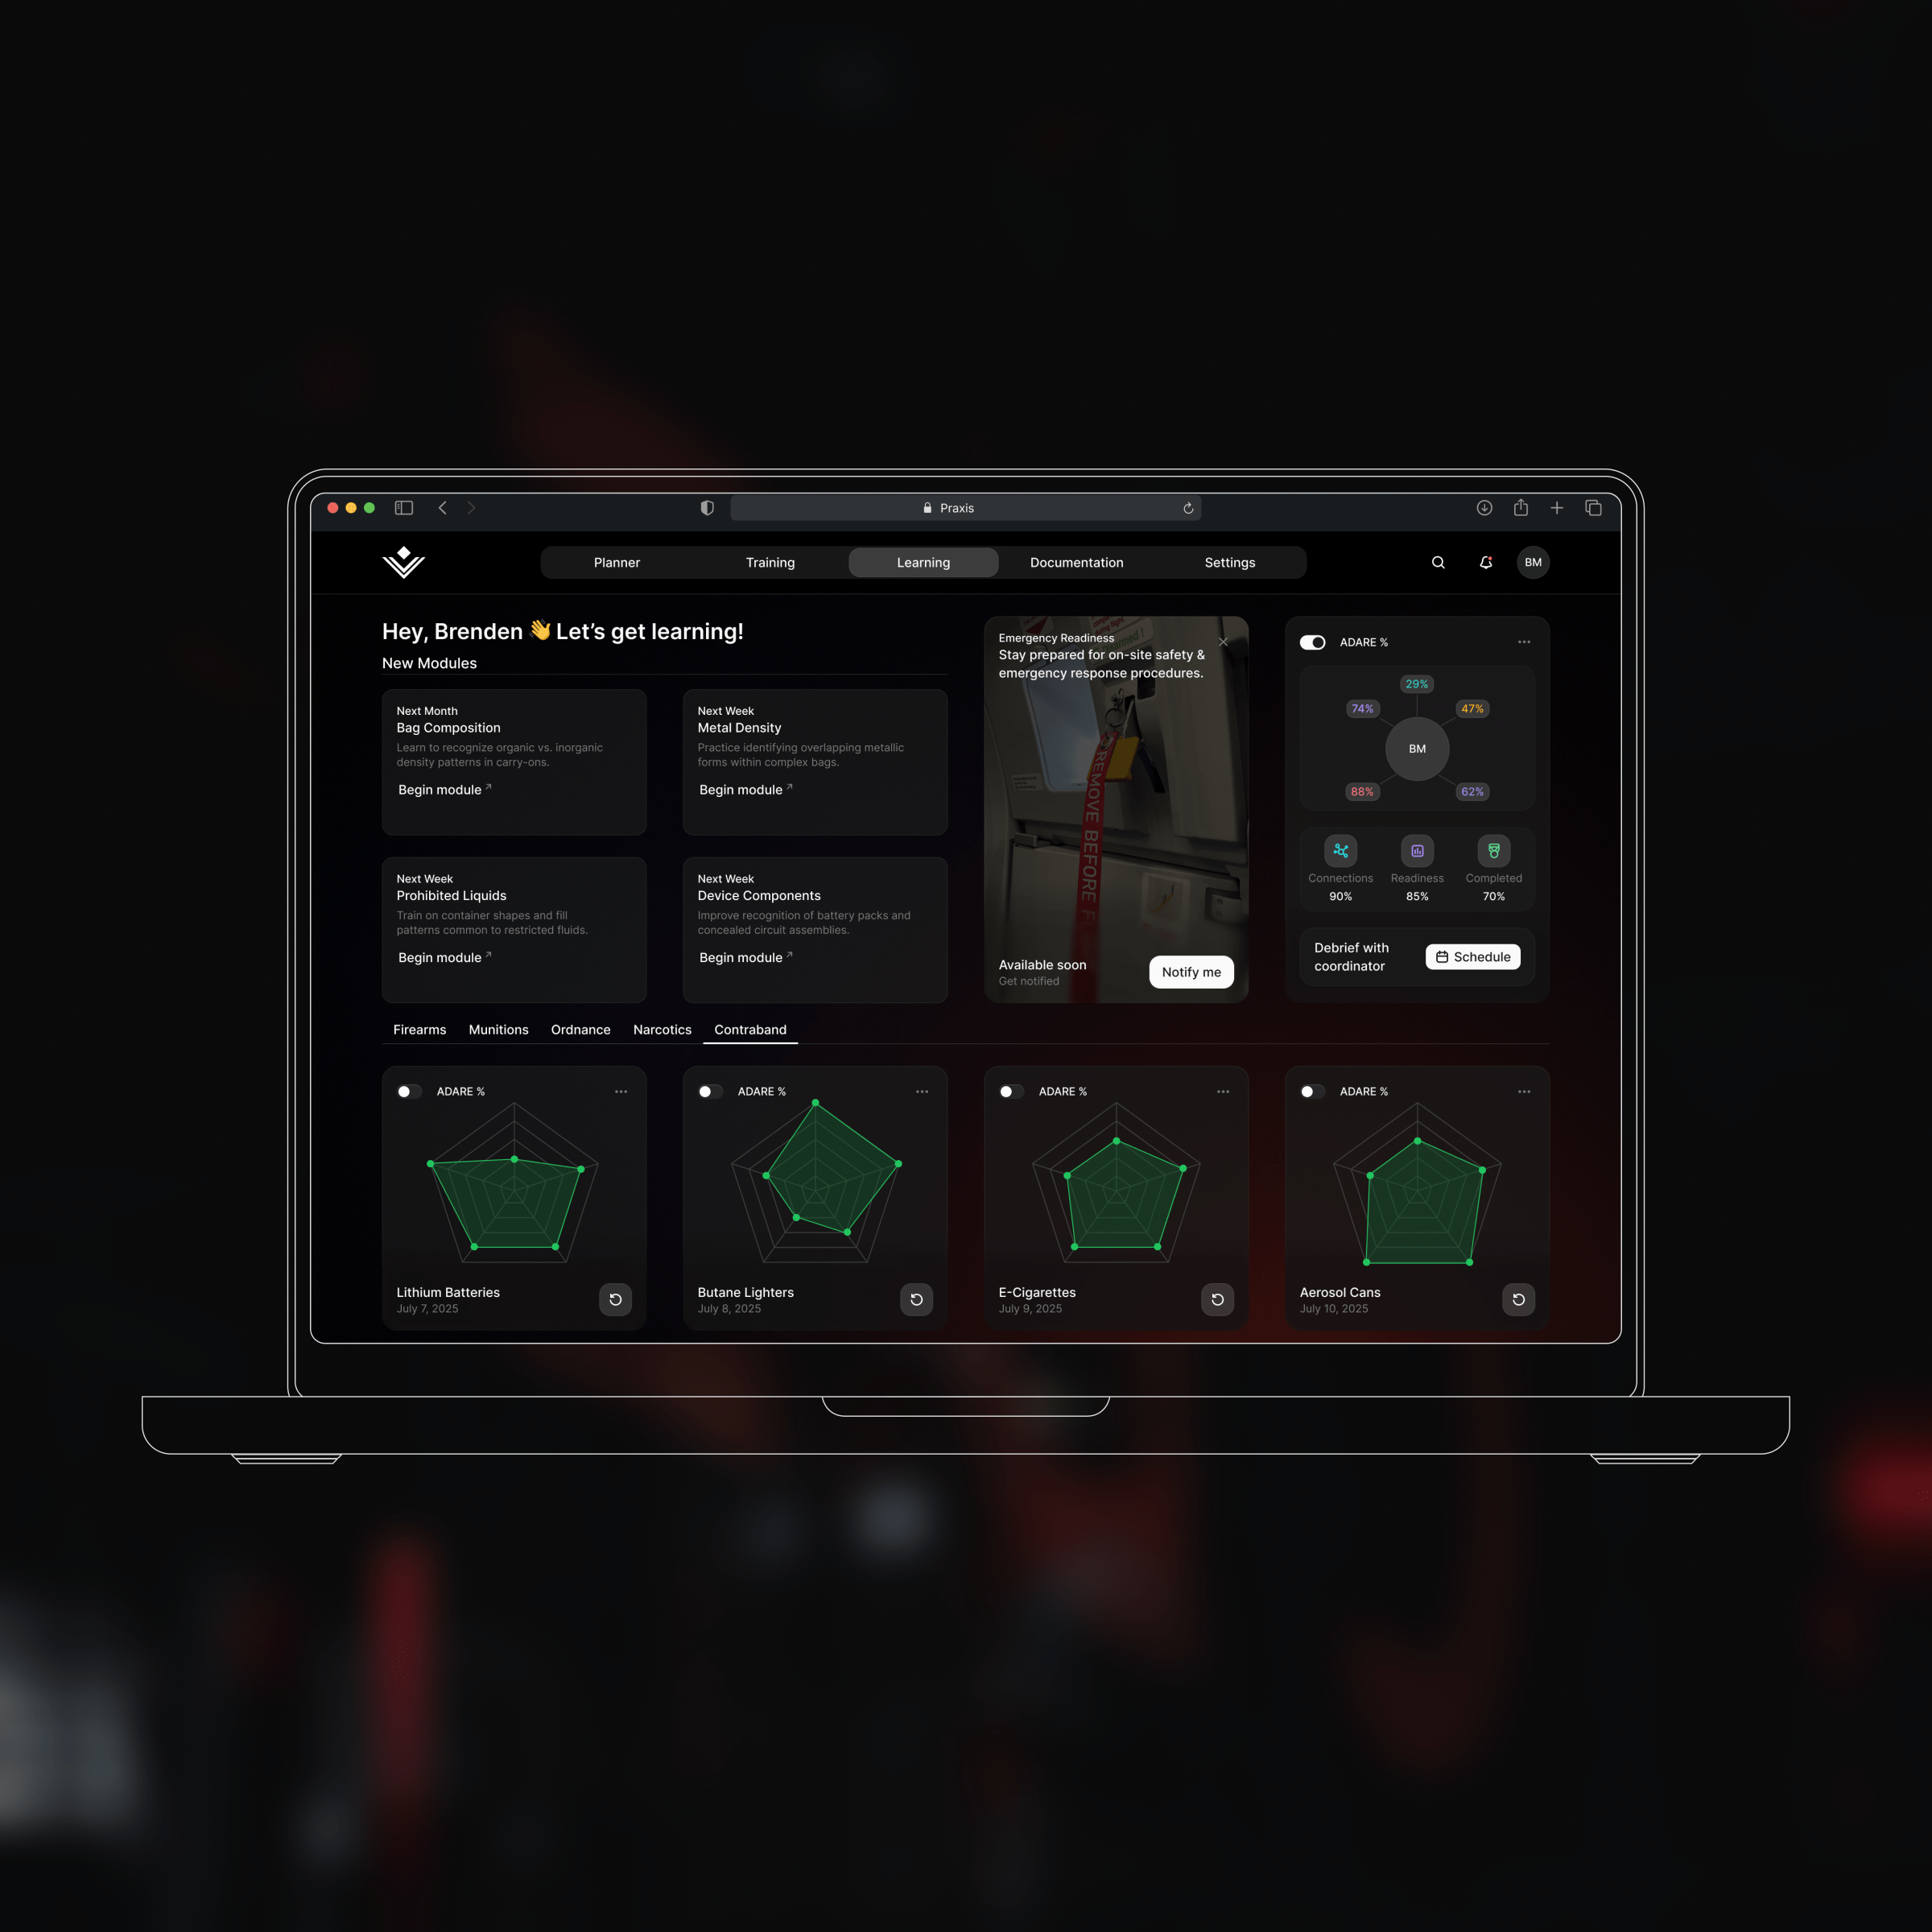 Praxis
Planner
Training
Learning
Documentation
Settings
BM
Hey, Brenden 👋 Let’s get learning!
New Modules
Next Month
Bag Composition
Learn to recognize organic vs. inorganic
density patterns in carry-ons.
Begin module
Next Week
Metal Density
Practice identifying overlapping metallic
forms within complex bags.
Begin module
Next Week
Prohibited Liquids
Train on container shapes and fill
patterns common to restricted fluids.
Begin module
Next Week
Device Components
Improve recognition of battery packs and
concealed circuit assemblies.
Begin module
Emergency Readiness
Stay prepared for on-site safety &
emergency response procedures.
REMOVE BEFORE F
Available soon
Get notified
Notify me
ADARE %
29%
74%
47%
BM
88%
62%
Connections
90%
Readiness
85%
Completed
70%
Debrief with
coordinator
Schedule
Firearms
Munitions
Ordnance
Narcotics
Contraband
ADARE %
Lithium Batteries
July 7, 2025
ADARE %
Butane Lighters
July 8, 2025
ADARE %
E-Cigarettes
July 9, 2025
ADARE %
Aerosol Cans
July 10, 2025